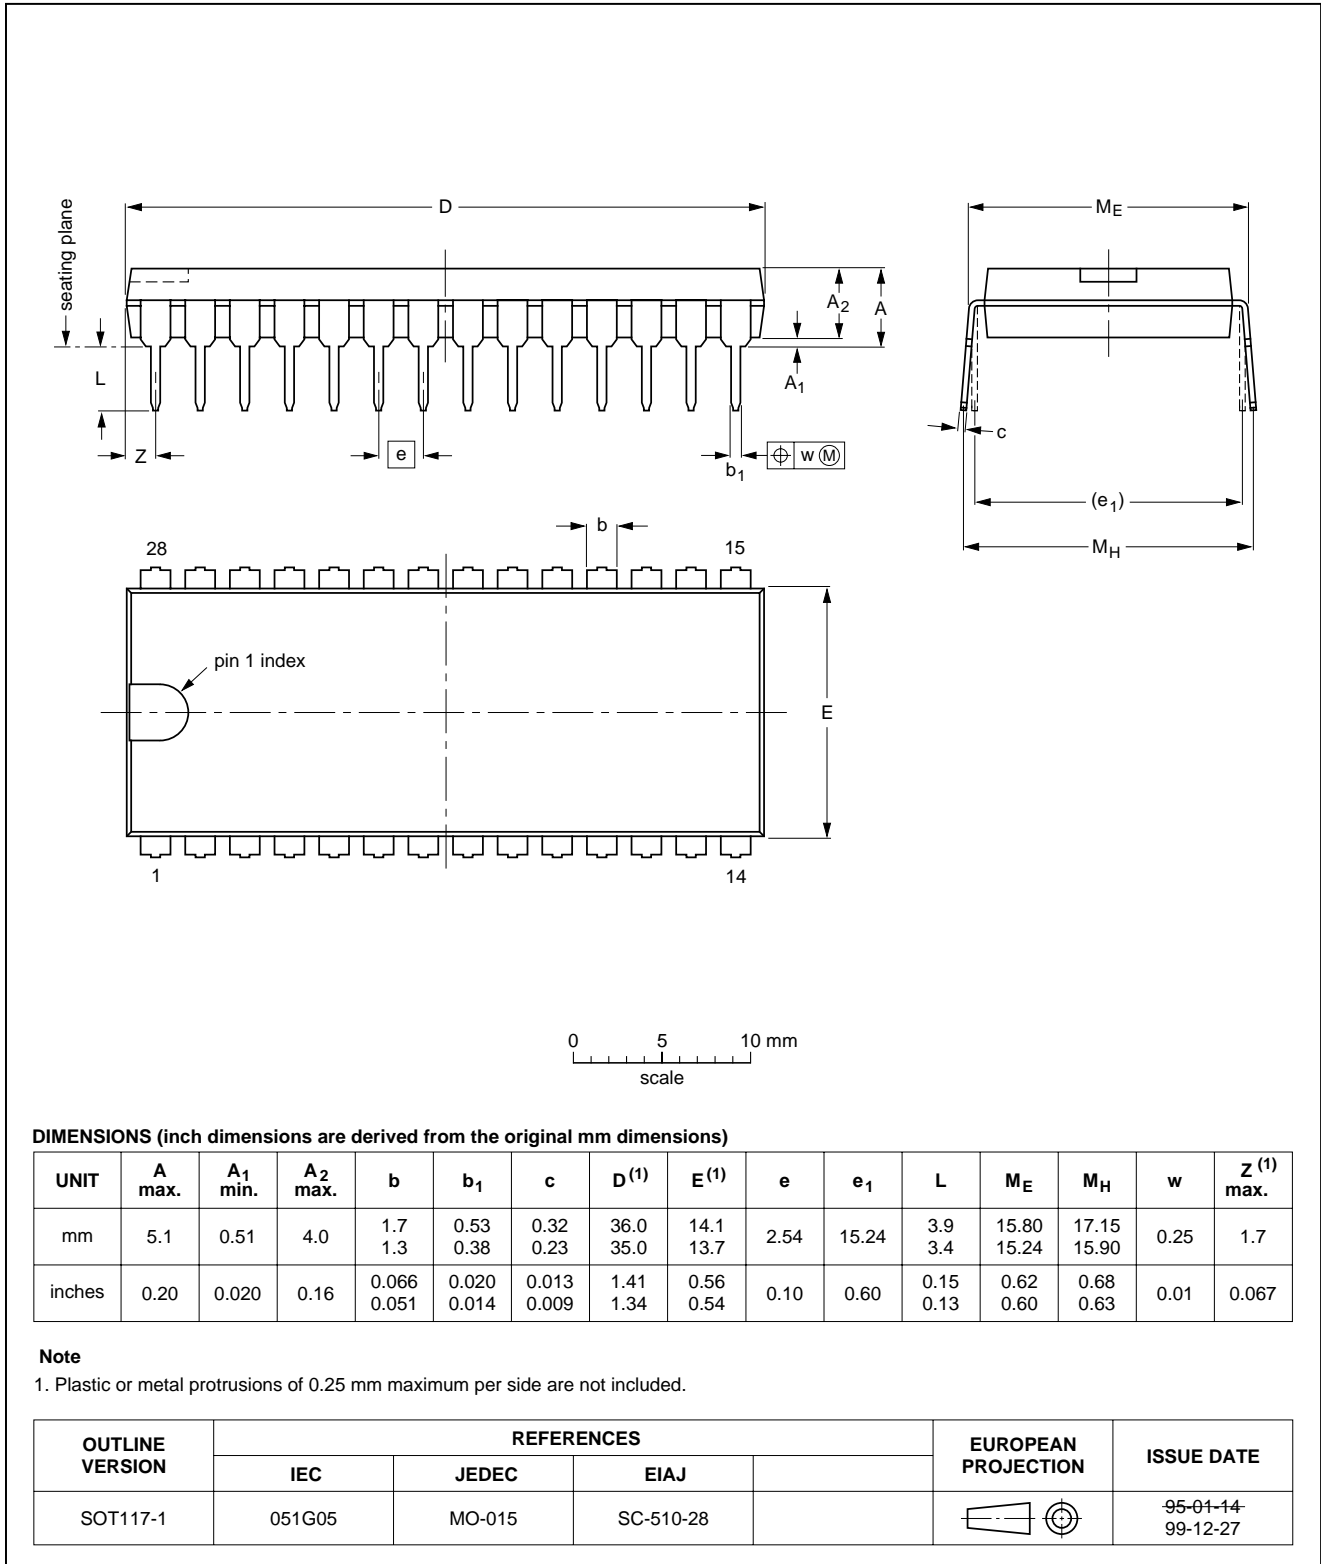 seating plane
D
A2
A
A1
L
Z
e
b1
w M
ME
c
(e1)
MH
b
28
15
pin 1 index
E
1
14
0 5 10 mm
scale
DIMENSIONS (inch dimensions are derived from the original mm dimensions)
UNIT A max. A1 min. A2 max. b b1 c D(1) E(1) e e1 L ME MH w Z(1) max.
mm 5.1 0.51 4.0 1.7 1.3 0.53 0.38 0.32 0.23 36.0 35.0 14.1 13.7 2.54 15.24 3.9 3.4 15.80 15.24 17.15 15.90 0.25 1.7
inches 0.20 0.020 0.16 0.066 0.051 0.020 0.014 0.013 0.009 1.41 1.34 0.56 0.54 0.10 0.60 0.15 0.13 0.62 0.60 0.68 0.63 0.01 0.067
Note
1. Plastic or metal protrusions of 0.25 mm maximum per side are not included.
OUTLINE VERSION REFERENCES EUROPEAN PROJECTION ISSUE DATE
IEC JEDEC EIAJ
SOT117-1 051G05 MO-015 SC-510-28 95-01-14
99-12-27